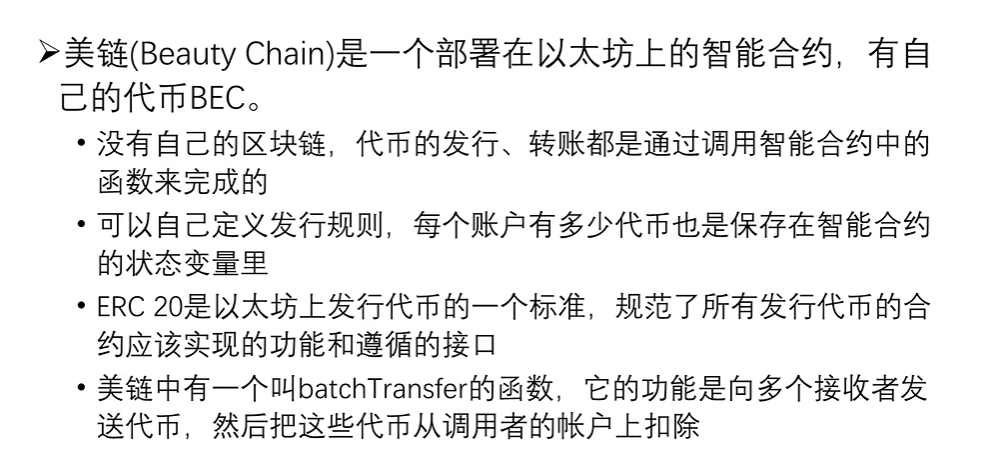 ➢美链(Beauty Chain)是一个部署在以太坊上的智能合约，有自
己的代币BEC。
• 没有自己的区块链，代币的发行、转账都是通过调用智能合约中的
函数来完成的
• 可以自己定义发行规则，每个账户有多少代币也是保存在智能合约
的状态变量里
• ERC 20是以太坊上发行代币的一个标准，规范了所有发行代币的合
约应该实现的功能和遵循的接口
• 美链中有一个叫batchTransfer的函数，它的功能是向多个接收者发
送代币，然后把这些代币从调用者的帐户上扣除